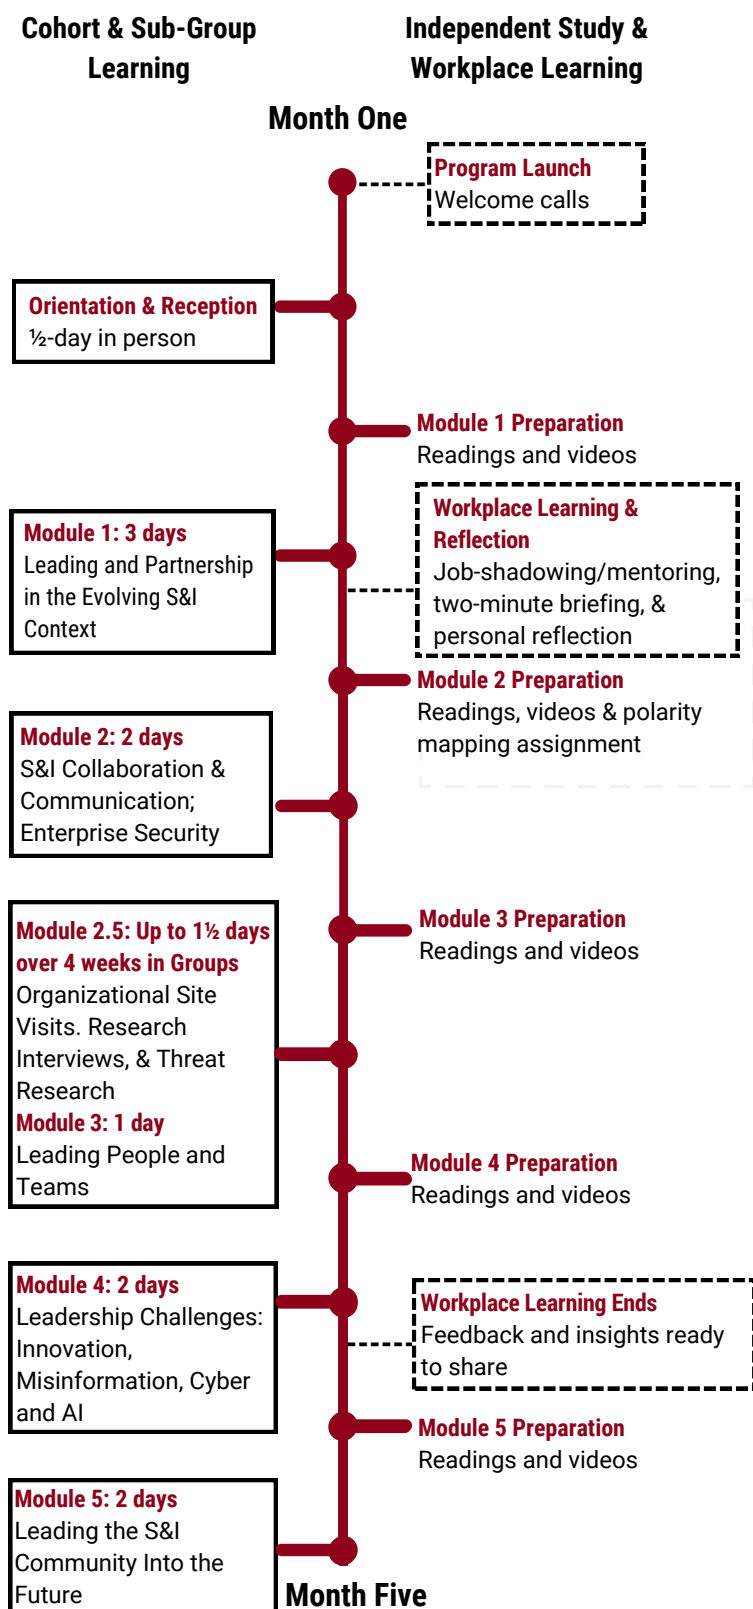 Cohort & Sub-Group
Learning
Independent Study &
Workplace Learning
Month One
Program Launch
Welcome calls
Orientation & Reception
½-day in person
Module 1 Preparation
Readings and videos
Module 1: 3 days
Leading and Partnership
in the Evolving S&I
Context
Workplace Learning &
Reflection
Job-shadowing/mentoring,
two-minute briefing, &
personal reflection
Module 2 Preparation
Readings, videos & polarity
mapping assignment
Module 2: 2 days
S&I Collaboration &
Communication;
Enterprise Security
Module 3 Preparation
Readings and videos
Module 2.5: Up to 1½ days
over 4 weeks in Groups
Organizational Site
Visits. Research
Interviews, & Threat
Research
Module 3: 1 day
Leading People and
Teams
Module 4 Preparation
Readings and videos
Module 4: 2 days
Leadership Challenges:
Innovation,
Misinformation, Cyber
and AI
Workplace Learning Ends
Feedback and insights ready
to share
Module 5 Preparation
Readings and videos
Module 5: 2 days
Leading the S&I
Community Into the
Future
Month Five